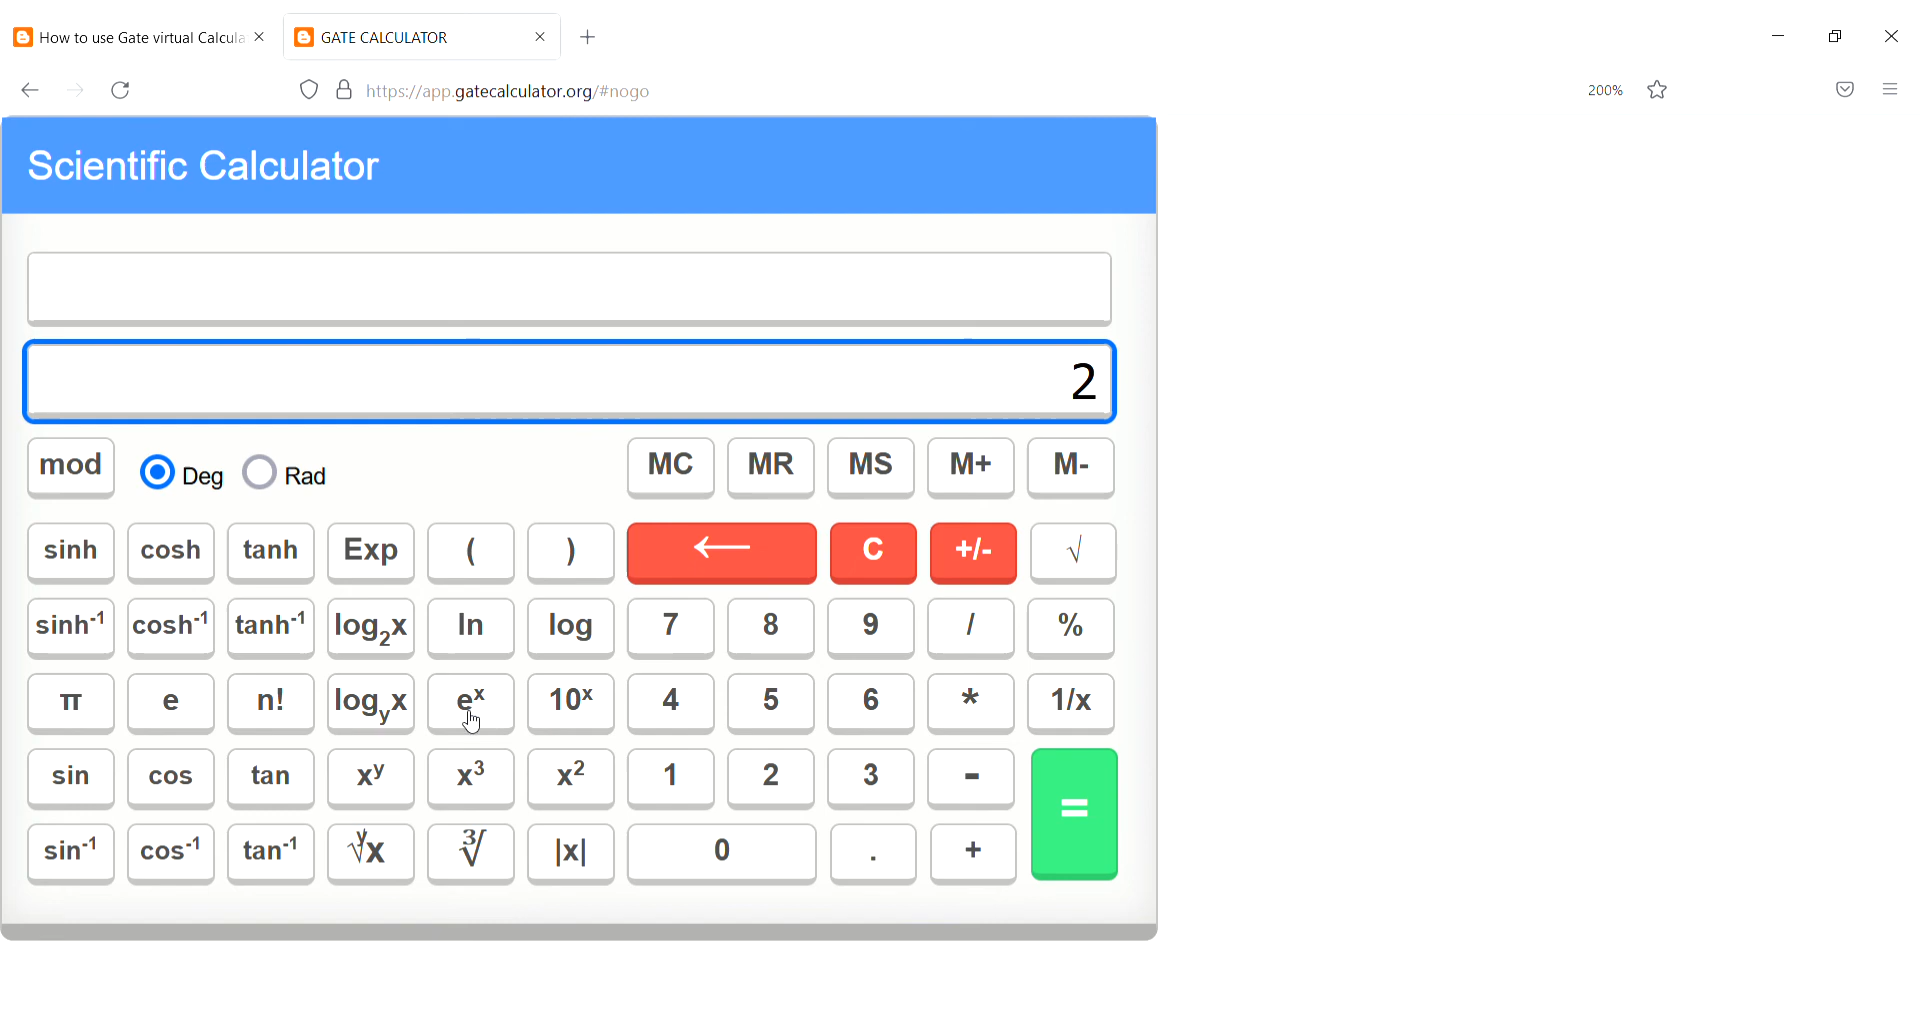 How to use Gate virtual Calcula
GATE CALCULATOR
https://app.gatecalculator.org/#nogo
200%
Scientific Calculator
2
mod Deg Rad MC MR MS M+ M-
sinh cosh tanh Exp ( ) ← C +/- √
sinh⁻¹ cosh⁻¹ tanh⁻¹ log₂x ln log 7 8 9 / %
π e n! logᵧx eˣ 10ˣ 4 5 6 * 1/x
sin cos tan xʸ x³ x² 1 2 3 - =
sin⁻¹ cos⁻¹ tan⁻¹ ʸ√x ³√ |x| 0 . +